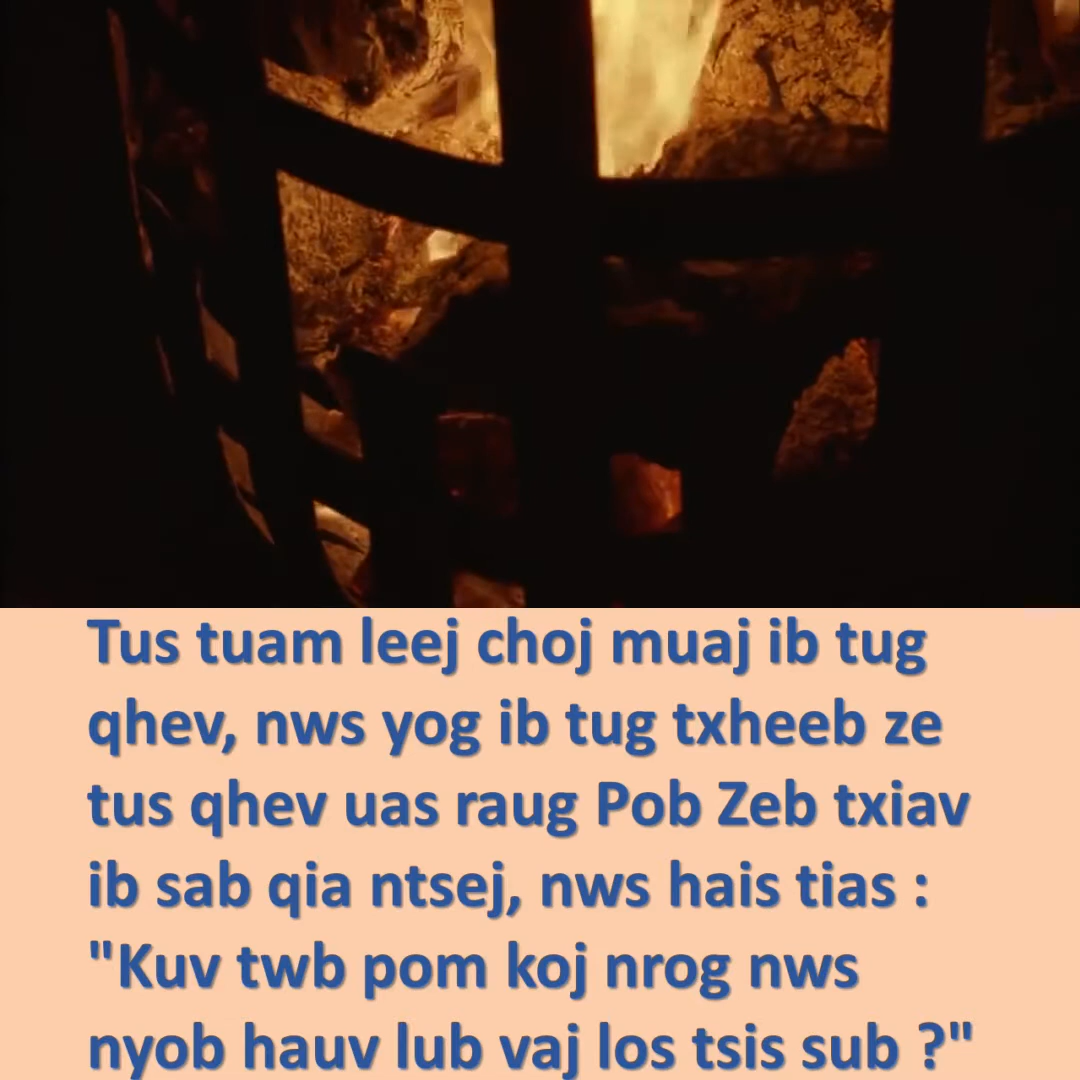 Tus tuam leej choj muaj ib tug
qhev, nws yog ib tug txheeb ze
tus qhev uas raug Pob Zeb txiav
ib sab qia ntsej, nws hais tias :
"Kuv twb pom koj nrog nws
nyob hauv lub vaj los tsis sub ?"